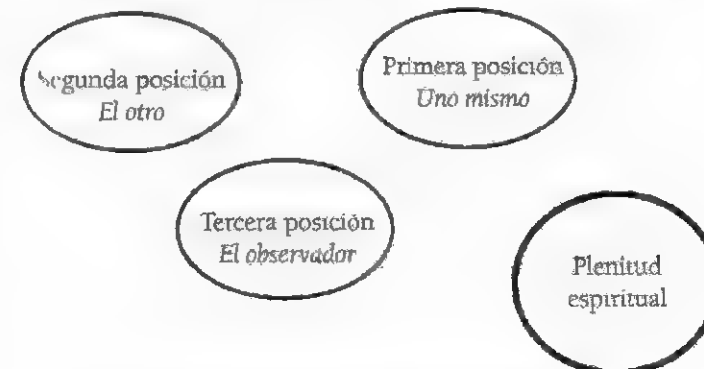 Segunda posición
El otro
Primera posición
Uno mismo
Tercera posición
El observador
Plenitud
espiritual